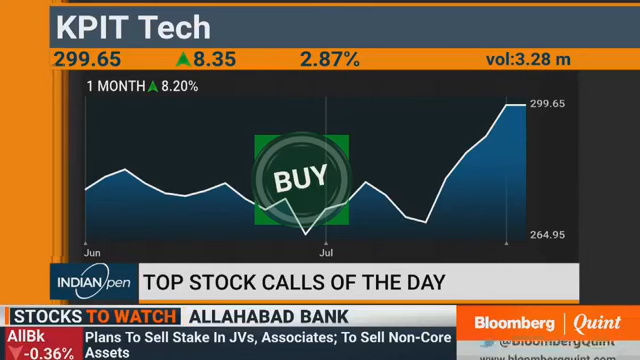 KPIT Tech
299.65 ▲8.35 2.87% vol:3.28 m
1 MONTH ▲ 8.20%
299.65
BUY
264.95
Jun Jul
INDIAN Open
TOP STOCK CALLS OF THE DAY
STOCKS TO WATCH ALLAHABAD BANK
Bloomberg | Quint
AllBk
▼-0.36%
Plans To Sell Stake In JVs, Associates; To Sell Non-Core
Assets
@BloombergQuint